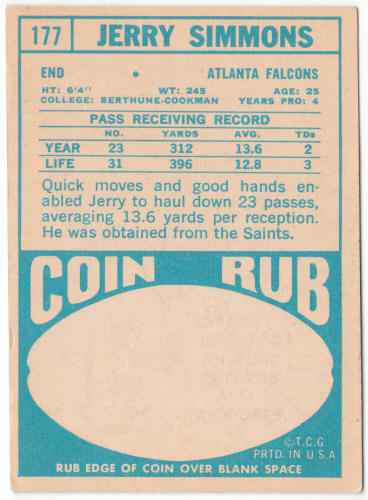 177 JERRY SIMMONS
END • ATLANTA FALCONS
HT: 6'4" WT: 245 AGE: 25
COLLEGE: BERTHUNE-COOKMAN YEARS PRO: 4
PASS RECEIVING RECORD
NO. YARDS AVG. TDs
YEAR 23 312 13.6 2
LIFE 31 396 12.8 3
Quick moves and good hands en-
abled Jerry to haul down 23 passes,
averaging 13.6 yards per reception.
He was obtained from the Saints.
COIN RUB
KICK-OFFS.
©T.C.G.
PRTD. IN U.S.A.
RUB EDGE OF COIN OVER BLANK SPACE